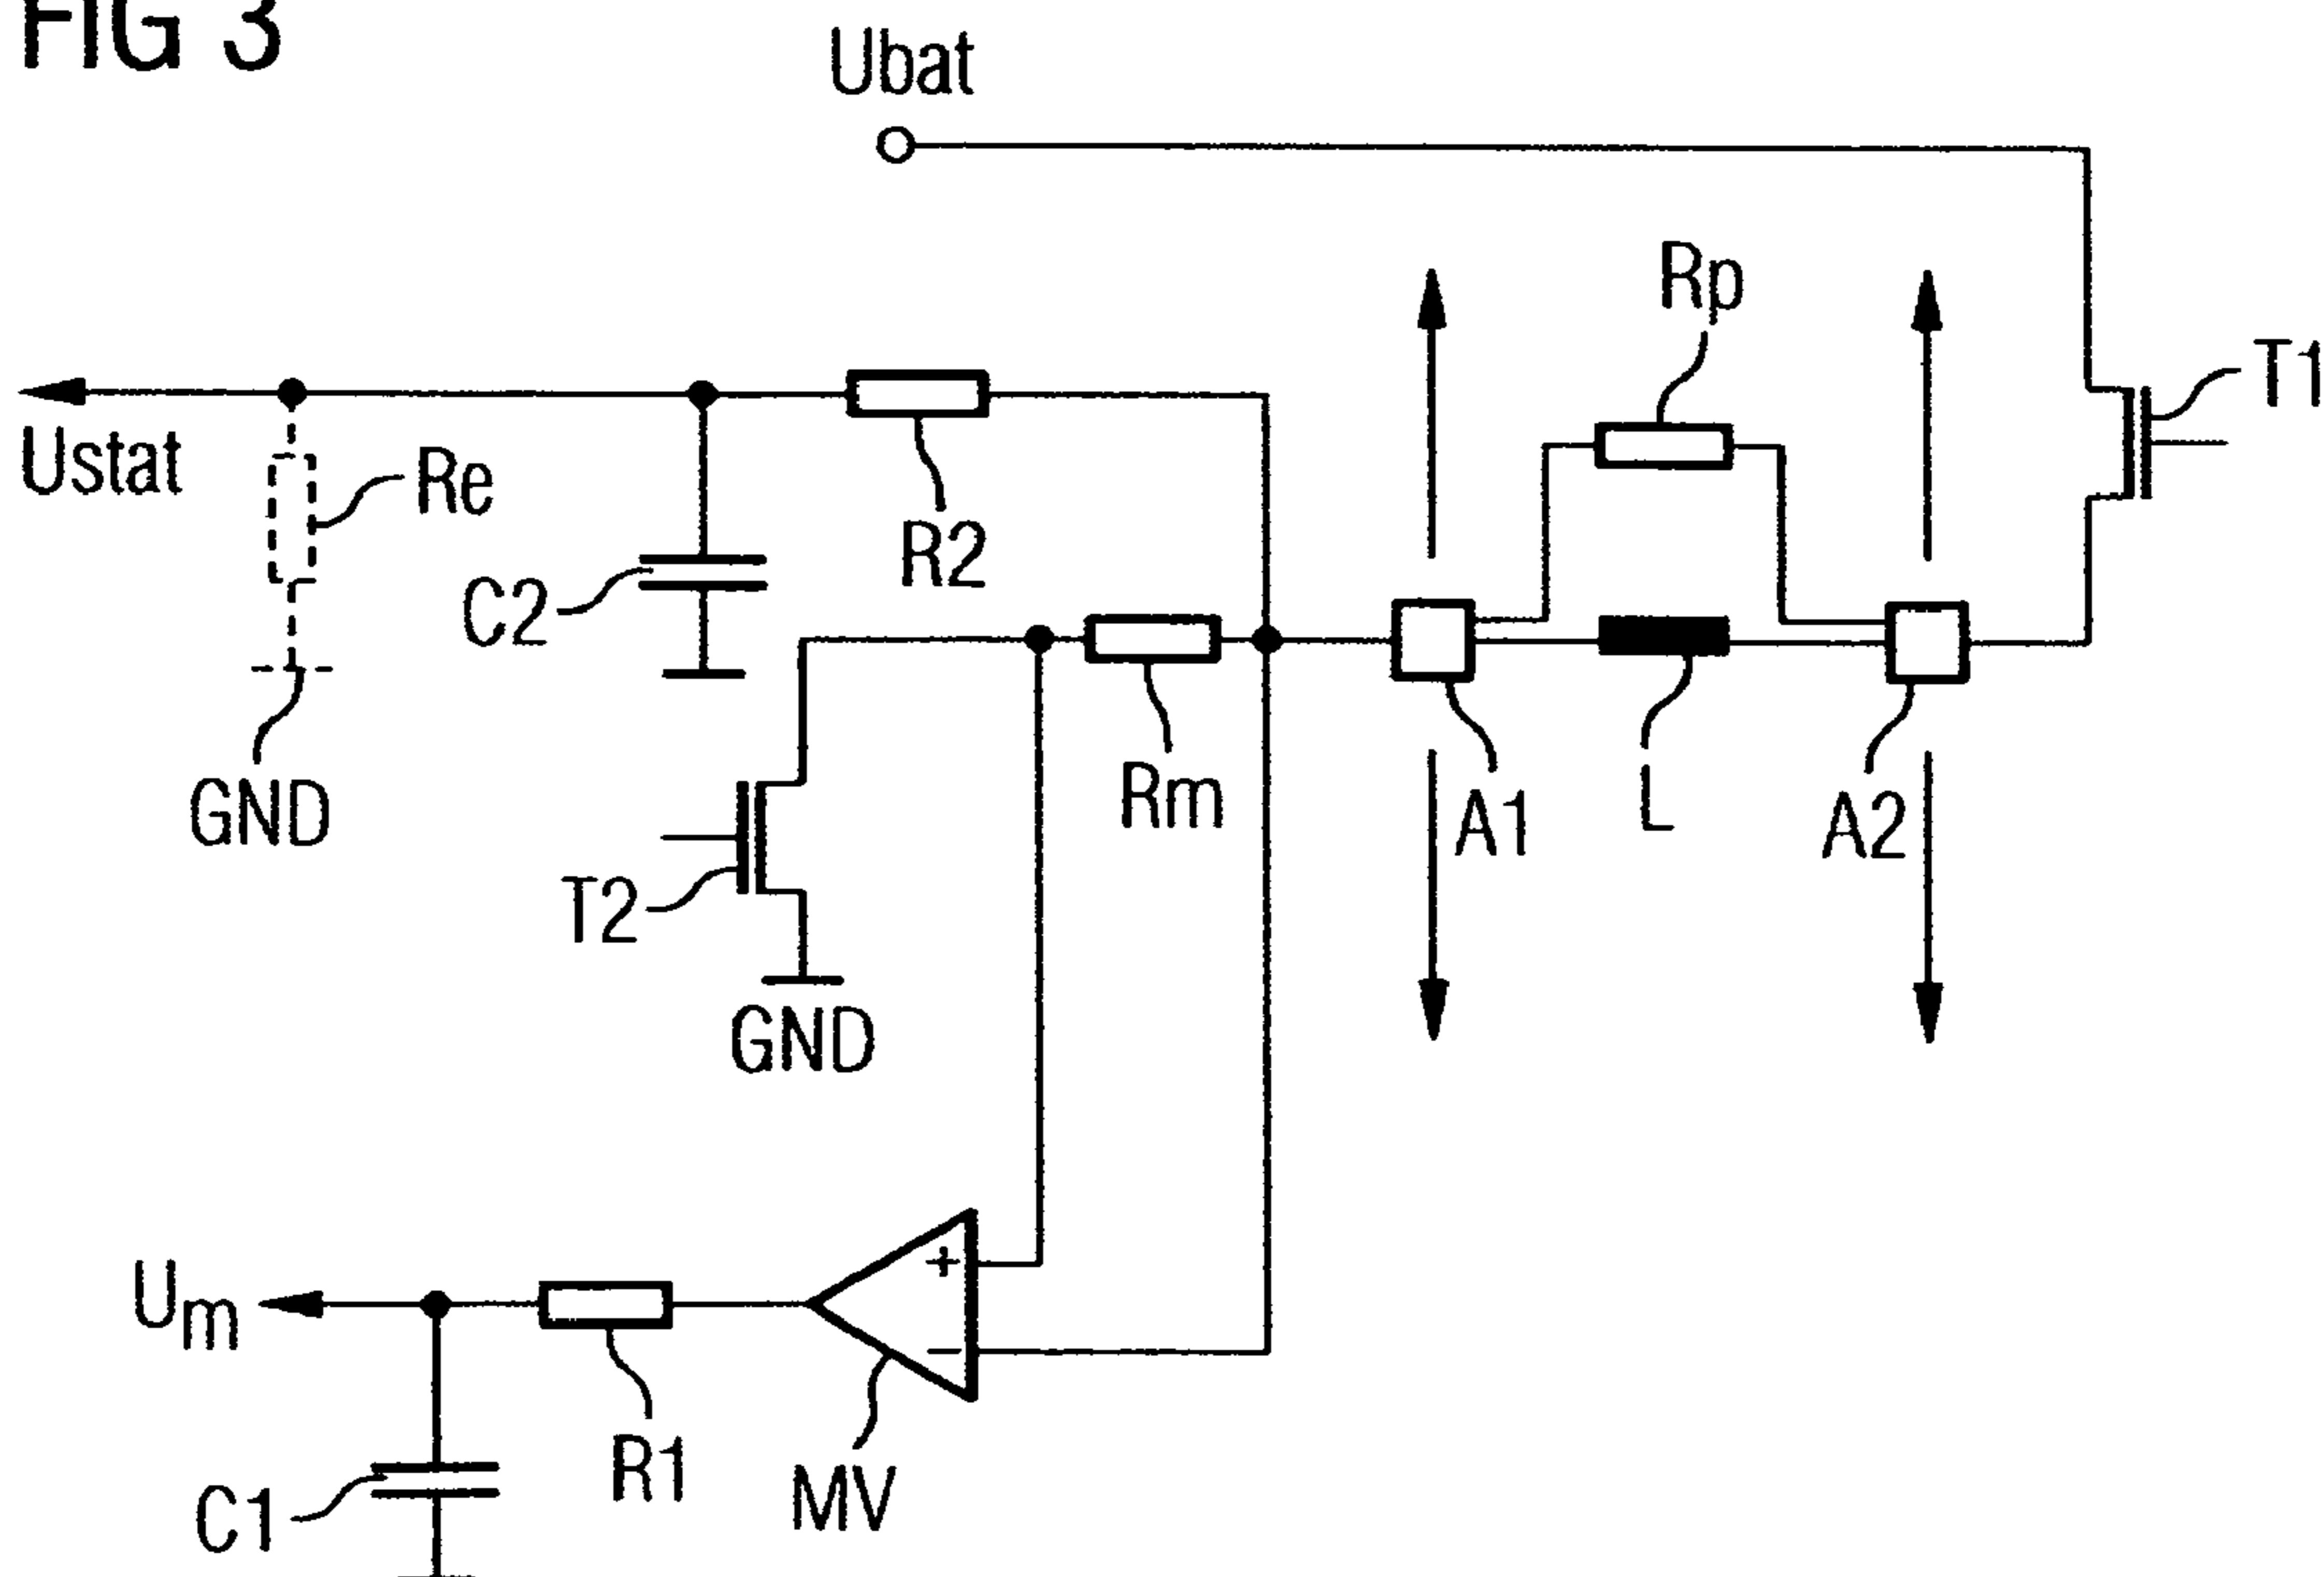 FIG 3
Ubat
Rp
T1
Ustat
Re
R2
C2
GND
Rm
A1
L
A2
T2
GND
+
Um
−
R1
MV
C1